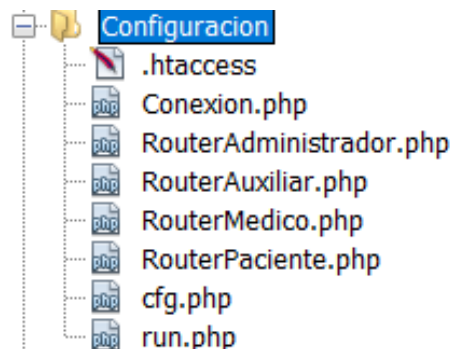 Configuracion
.htaccess
Conexion.php
RouterAdministrador.php
RouterAuxiliar.php
RouterMedico.php
RouterPaciente.php
cfg.php
run.php